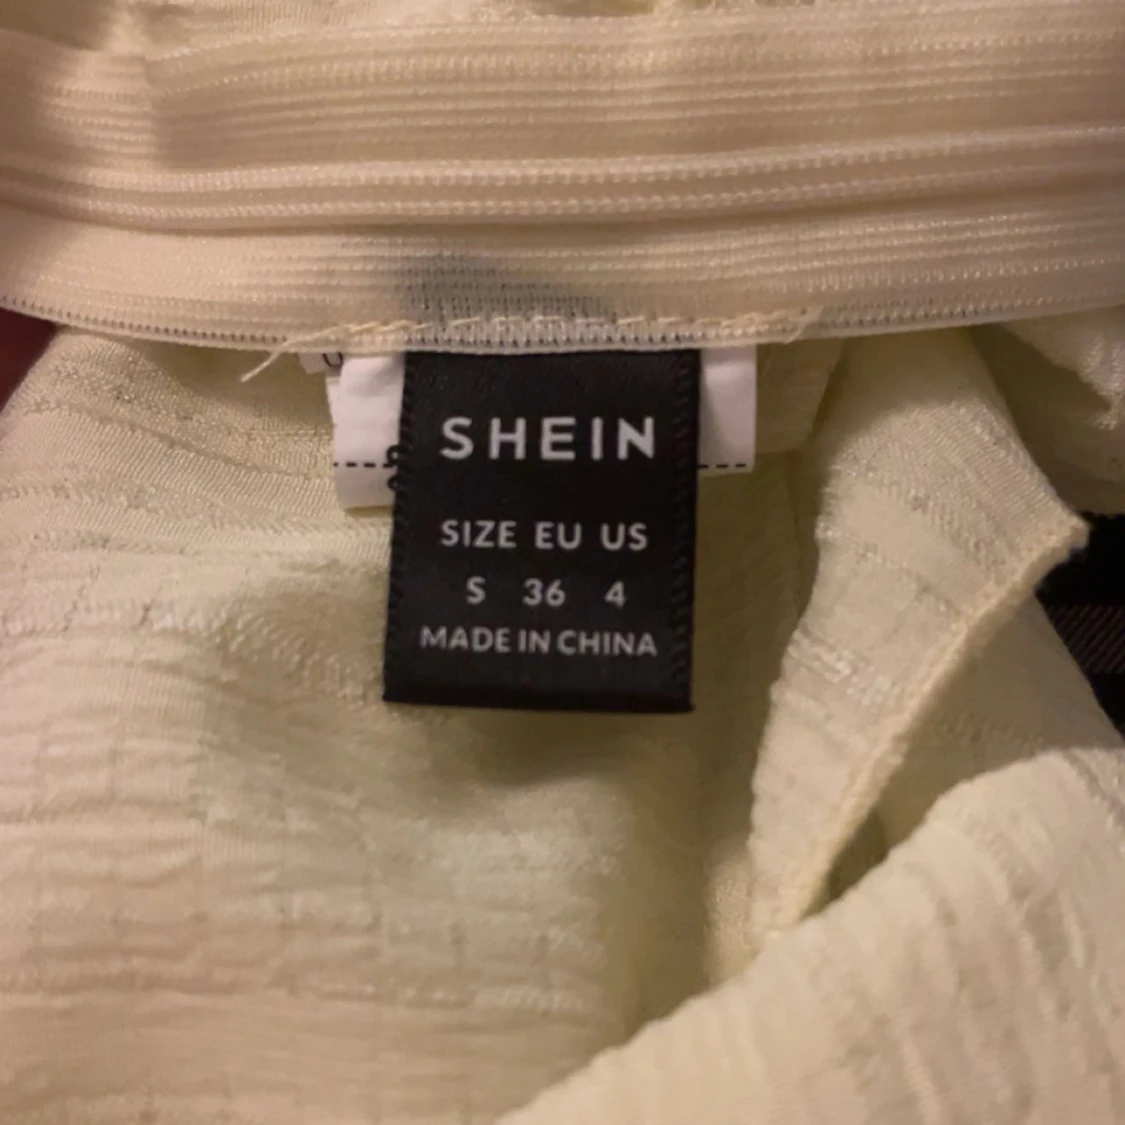 SHEIN
SIZE EU US
S 36 4
MADE IN CHINA